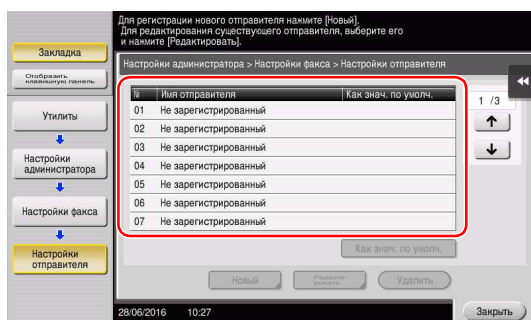 Для регистрации нового отправителя нажмите [Новый].
Для редактирования существующего отправителя, выберите его
и нажмите [Редактировать].
Закладка
Отобразить
клавишную панель.
Настройки администратора > Настройки факса > Настройки отправителя
№ Имя отправителя Как знач. по умолч.
1 /3
01 Не зарегистрированный
02 Не зарегистрированный
03 Не зарегистрированный
04 Не зарегистрированный
05 Не зарегистрированный
06 Не зарегистрированный
07 Не зарегистрированный
Утилиты
Настройки
администратора
Настройки факса
Настройки
отправителя
Как знач. по умолч.
Новый
Редакти-
ровать
Удалить
28/06/2016 10:27
Закрыть